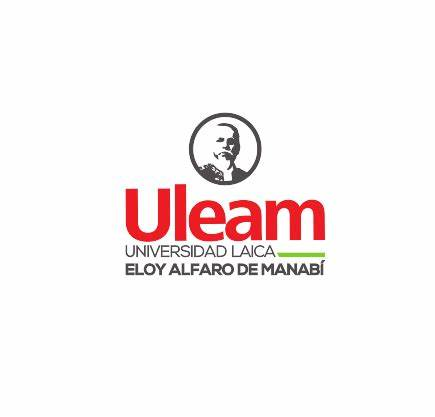 Uleam
UNIVERSIDAD LAICA
ELOY ALFARO DE MANABÍ